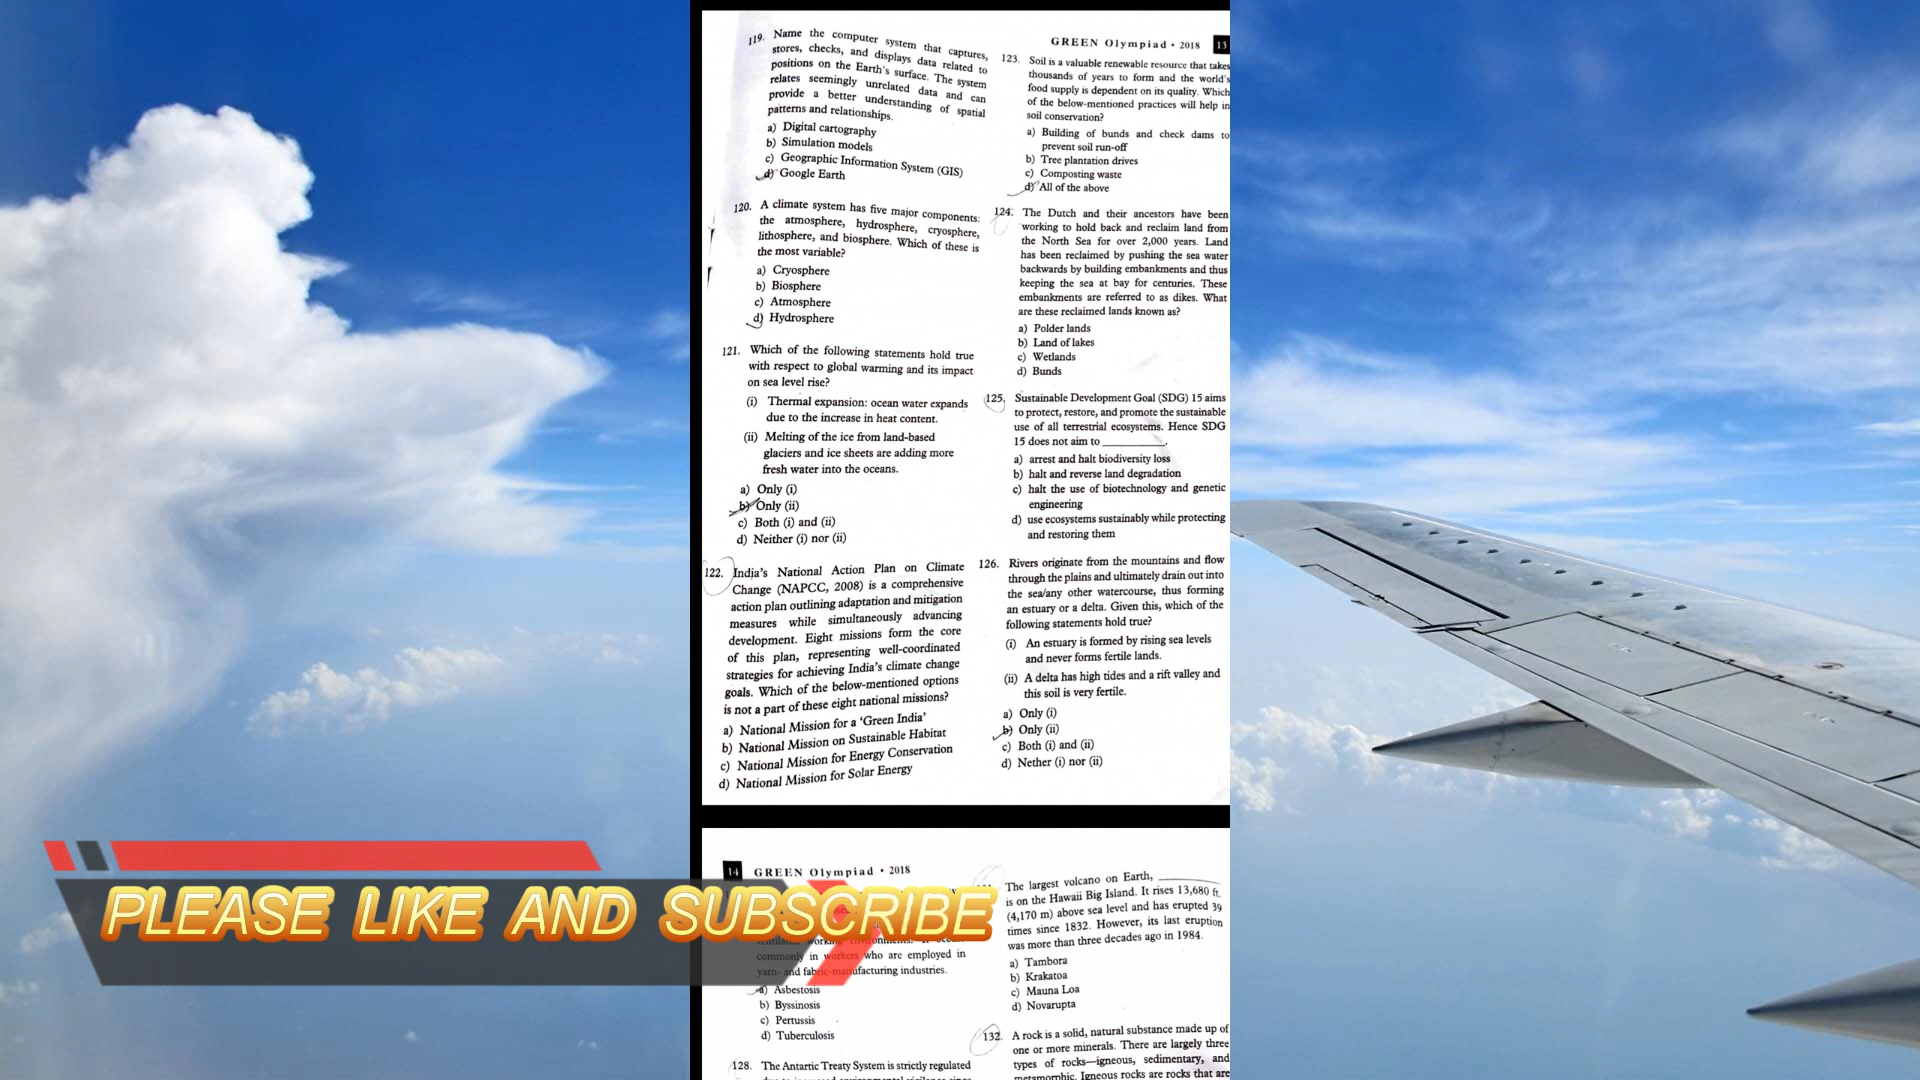 119. Name the computer system that captures,
stores, checks, and displays data related to
positions on the Earth's surface. The system
relates seemingly unrelated data and can
provide a better understanding of spatial
patterns and relationships.
a) Digital cartography
b) Simulation models
c) Geographic Information System (GIS)
d) Google Earth
120. A climate system has five major components:
the atmosphere, hydrosphere, cryosphere,
lithosphere, and biosphere. Which of these is
the most variable?
a) Cryosphere
b) Biosphere
c) Atmosphere
d) Hydrosphere
121. Which of the following statements hold true
with respect to global warming and its impact
on sea level rise?
(i) Thermal expansion: ocean water expands
due to the increase in heat content.
(ii) Melting of the ice from land-based
glaciers and ice sheets are adding more
fresh water into the oceans.
a) Only (i)
b) Only (ii)
c) Both (i) and (ii)
d) Neither (i) nor (ii)
122. India's National Action Plan on Climate
Change (NAPCC, 2008) is a comprehensive
action plan outlining adaptation and mitigation
measures while simultaneously advancing
development. Eight missions form the core
of this plan, representing well-coordinated
strategies for achieving India's climate change
goals. Which of the below-mentioned options
is not a part of these eight national missions?
a) National Mission for a 'Green India'
b) National Mission on Sustainable Habitat
c) National Mission for Energy Conservation
d) National Mission for Solar Energy
GREEN Olympiad • 2018 13
123. Soil is a valuable renewable resource that takes
thousands of years to form and the world's
food supply is dependent on its quality. Which
of the below-mentioned practices will help in
soil conservation?
a) Building of bunds and check dams to
prevent soil run-off
b) Tree plantation drives
c) Composting waste
d) All of the above
124. The Dutch and their ancestors have been
working to hold back and reclaim land from
the North Sea for over 2,000 years. Land
has been reclaimed by pushing the sea water
backwards by building embankments and thus
keeping the sea at bay for centuries. These
embankments are referred to as dikes. What
are these reclaimed lands known as?
a) Polder lands
b) Land of lakes
c) Wetlands
d) Bunds
125. Sustainable Development Goal (SDG) 15 aims
to protect, restore, and promote the sustainable
use of all terrestrial ecosystems. Hence SDG
15 does not aim to __________.
a) arrest and halt biodiversity loss
b) halt and reverse land degradation
c) halt the use of biotechnology and genetic
engineering
d) use ecosystems sustainably while protecting
and restoring them
126. Rivers originate from the mountains and flow
through the plains and ultimately drain out into
the sea/any other watercourse, thus forming
an estuary or a delta. Given this, which of the
following statements hold true?
(i) An estuary is formed by rising sea levels
and never forms fertile lands.
(ii) A delta has high tides and a rift valley and
this soil is very fertile.
a) Only (i)
b) Only (ii)
c) Both (i) and (ii)
d) Nether (i) nor (ii)
14 GREEN Olympiad • 2018
PLEASE LIKE AND SUBSCRIBE
working environments.
commonly in workers who are employed in
yarn- and fabric-manufacturing industries.
a) Asbestosis
b) Byssinosis
c) Pertussis
d) Tuberculosis
128. The Antartic Treaty System is strictly regulated
The largest volcano on Earth, __________
is on the Hawaii Big Island. It rises 13,680 ft
(4,170 m) above sea level and has erupted 39
times since 1832. However, its last eruption
was more than three decades ago in 1984.
a) Tambora
b) Krakatoa
c) Mauna Loa
d) Novarupta
132. A rock is a solid, natural substance made up of
one or more minerals. There are largely three
types of rocks—igneous, sedimentary, and
metamorphic. Igneous rocks are rocks that are